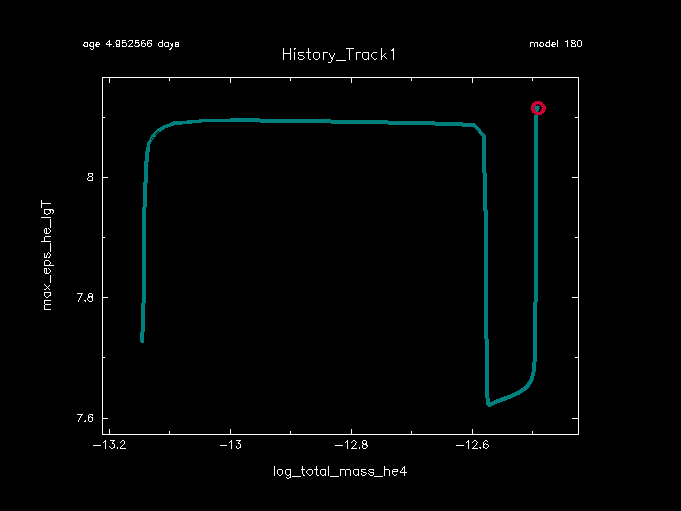 age 4.952566 days
model 180
History_Track1
8
7.8
7.6
max_eps_he_lgT
−13.2
−13
−12.8
−12.6
log_total_mass_he4